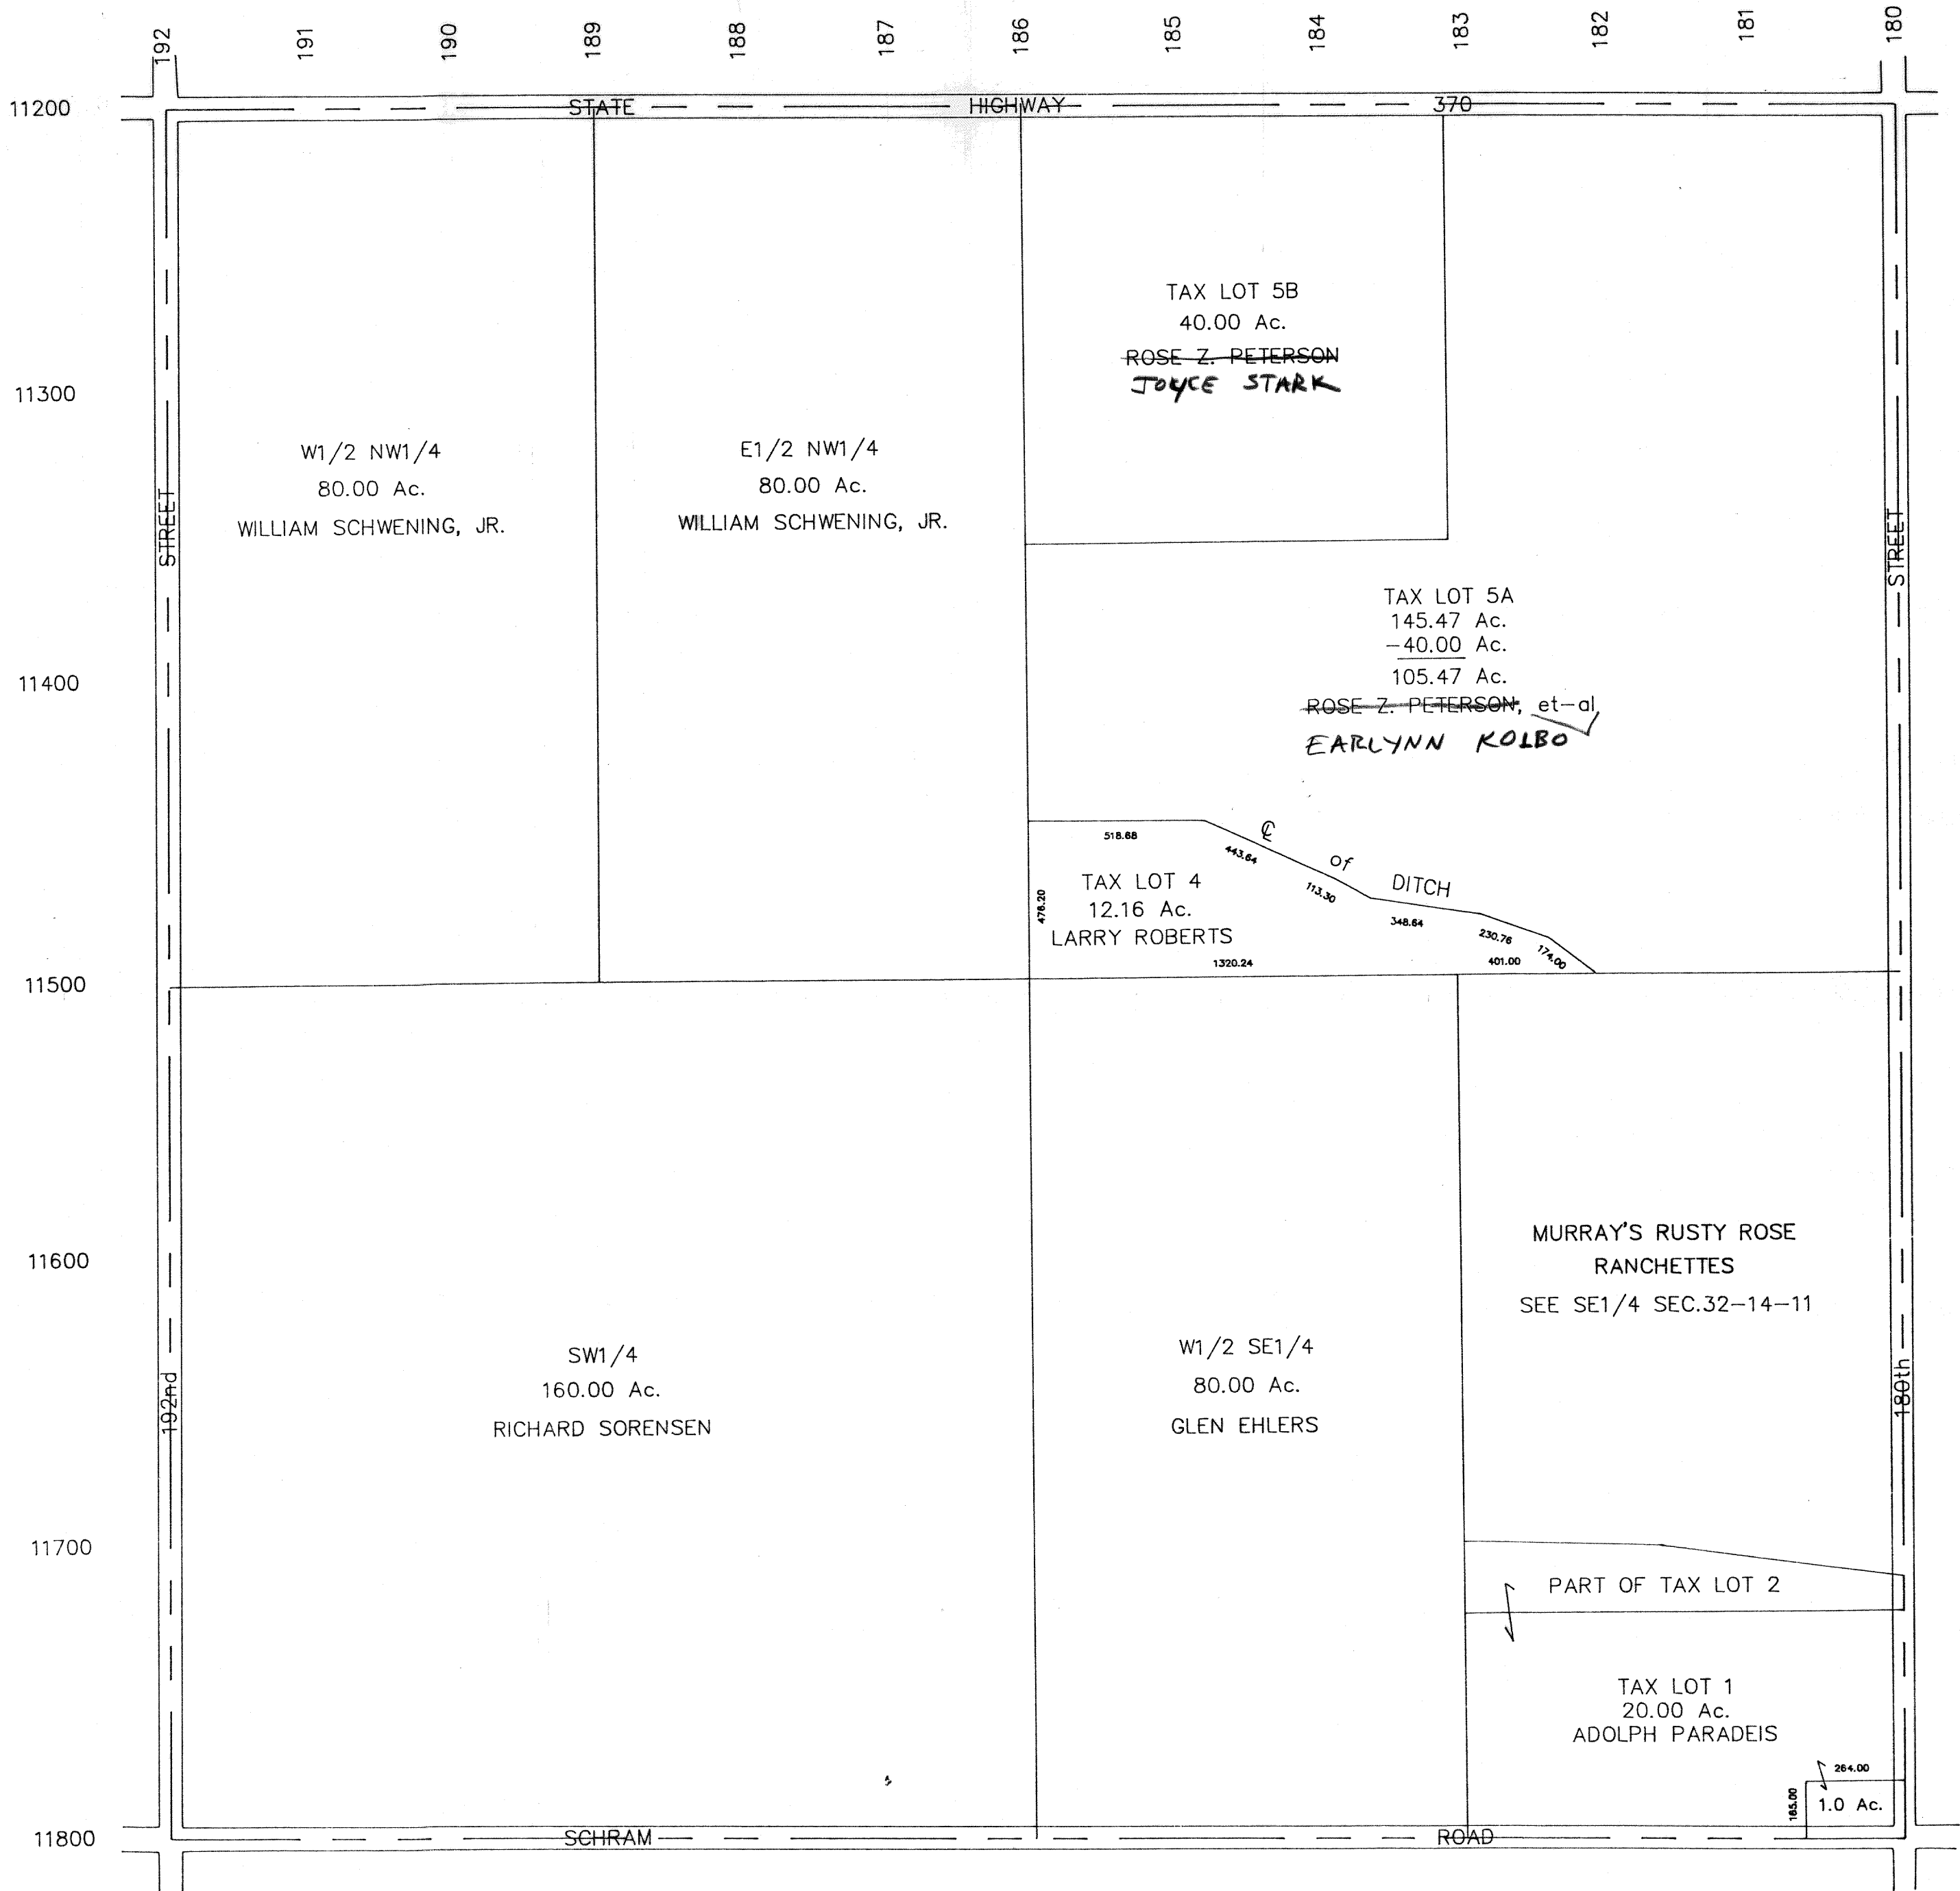 192 191 190 189 188 187 186 185 184 183 182 181 180
11200
STATE HIGHWAY 370
TAX LOT 5B
40.00 Ac.
ROSE Z. PETERSON
JOYCE STARK
11300
W1/2 NW1/4
80.00 Ac.
WILLIAM SCHWENING, JR.
E1/2 NW1/4
80.00 Ac.
WILLIAM SCHWENING, JR.
STREET
STREET
TAX LOT 5A
145.47 Ac.
-40.00 Ac.
105.47 Ac.
ROSE Z. PETERSON, et-al
EARLYNN KOLBO
11400
℄ of DITCH
518.68
443.64
113.30
348.64
230.76
174.00
476.20
TAX LOT 4
12.16 Ac.
LARRY ROBERTS
1320.24
401.00
11500
11600
MURRAY'S RUSTY ROSE
RANCHETTES
SEE SE1/4 SEC.32-14-11
SW1/4
160.00 Ac.
RICHARD SORENSEN
W1/2 SE1/4
80.00 Ac.
GLEN EHLERS
192nd
180th
11700
PART OF TAX LOT 2
TAX LOT 1
20.00 Ac.
ADOLPH PARADEIS
264.00
165.00
1.0 Ac.
11800
SCHRAM ROAD